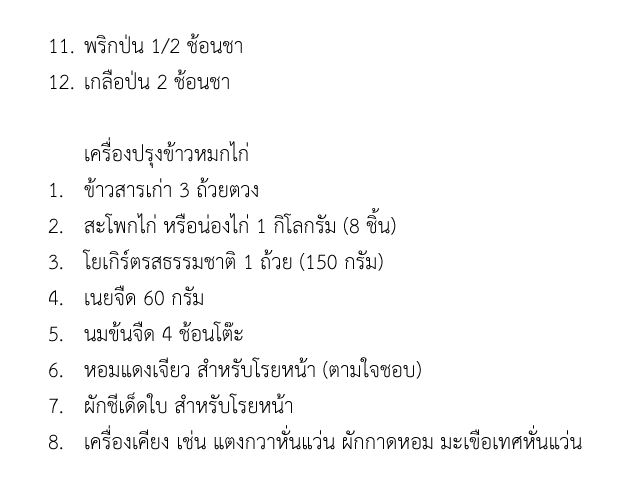 11. พริกป่น 1/2 ช้อนชา
12. เกลือป่น 2 ช้อนชา
เครื่องปรุงข้าวหมกไก่
1. ข้าวสารเก่า 3 ถ้วยตวง
2. สะโพกไก่ หรือน่องไก่ 1 กิโลกรัม (8 ชิ้น)
3. โยเกิร์ตรสธรรมชาติ 1 ถ้วย (150 กรัม)
4. เนยจืด 60 กรัม
5. นมข้นจืด 4 ช้อนโต๊ะ
6. หอมแดงเจียว สำหรับโรยหน้า (ตามใจชอบ)
7. ผักชีเด็ดใบ สำหรับโรยหน้า
8. เครื่องเคียง เช่น แตงกวาหั่นแว่น ผักกาดหอม มะเขือเทศหั่นแว่น